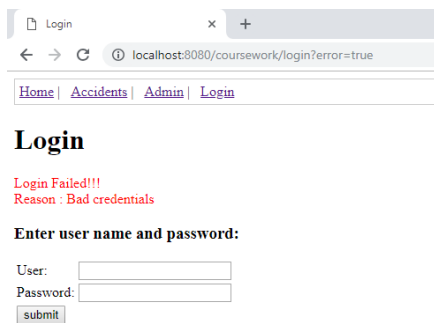 Login
localhost:8080/coursework/login?error=true
Home | Accidents | Admin | Login
Login
Login Failed!!!
Reason : Bad credentials
Enter user name and password:
User:
Password:
submit